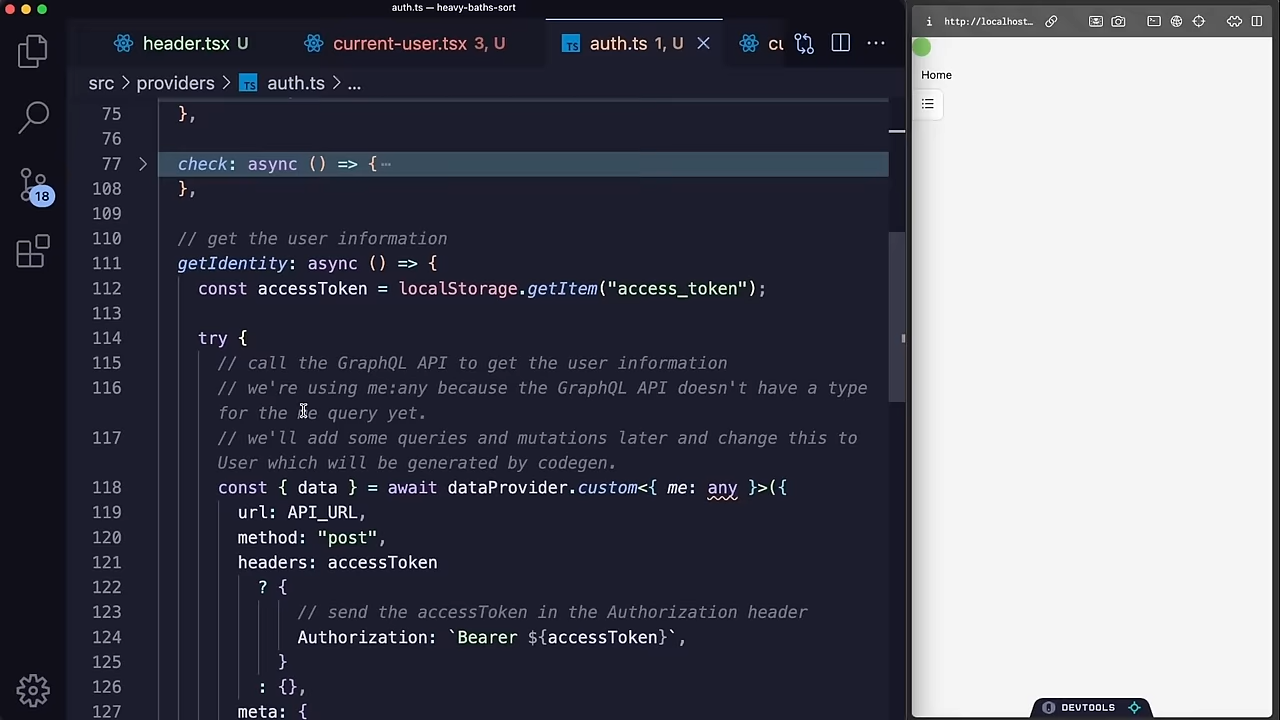 auth.ts — heavy-baths-sort
header.tsx U
current-user.tsx 3, U
TS auth.ts 1, U
cu
http://localhost...
src > providers > TS auth.ts > ...
Home
75 },
76
77 check: async () => { ⋯
108 },
109
110 // get the user information
111 getIdentity: async () => {
112 const accessToken = localStorage.getItem("access_token");
113
114 try {
115 // call the GraphQL API to get the user information
116 // we're using me:any because the GraphQL API doesn't have a type
for the me query yet.
117 // we'll add some queries and mutations later and change this to
User which will be generated by codegen.
118 const { data } = await dataProvider.custom<{ me: any }>({
119 url: API_URL,
120 method: "post",
121 headers: accessToken
122 ? {
123 // send the accessToken in the Authorization header
124 Authorization: `Bearer ${accessToken}`,
125 }
126 : {},
127 meta: {
18
DEVTOOLS